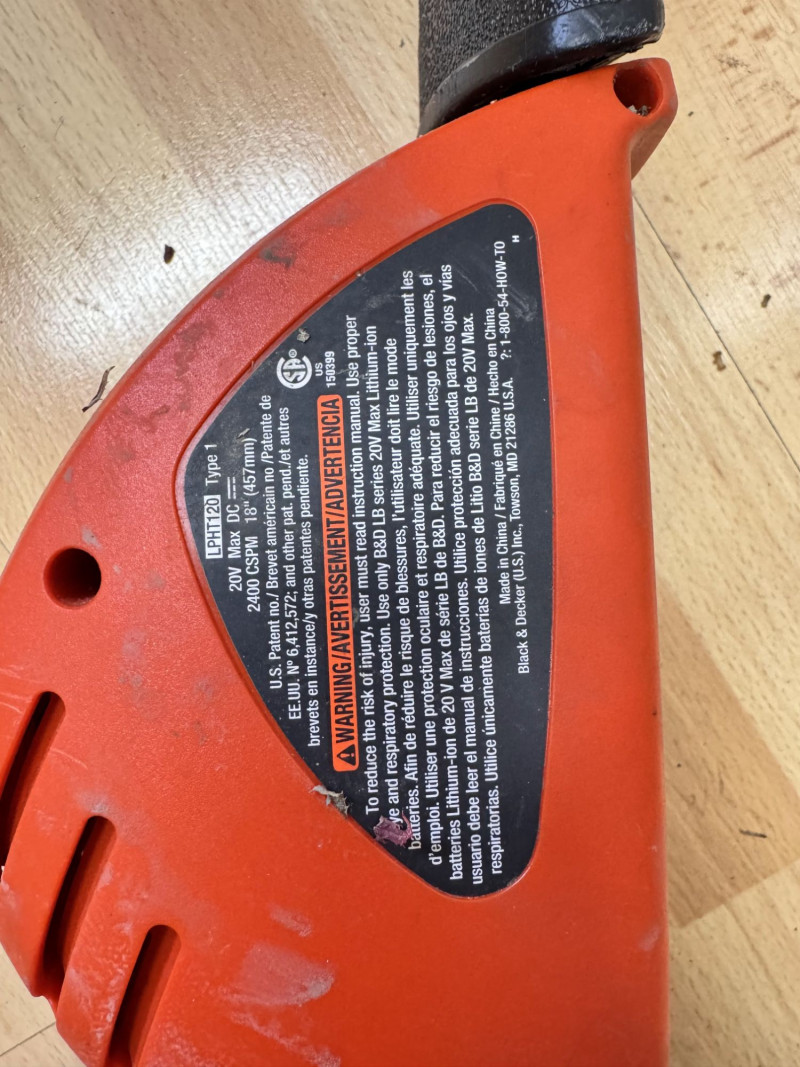 LPHT120 Type 1
20V Max DC
2400 CSPM 18" (457mm)
U.S. Patent no./ Brevet américain no /Patente de
EE.UU. Nº 6,412,572; and other pat. pend./et autres
brevets en instance/y otras patentes pendiente.
US
150399
WARNING/AVERTISSEMENT/ADVERTENCIA
To reduce the risk of injury, user must read instruction manual. Use proper
eye and respiratory protection. Use only B&D LB series 20V Max Lithium-ion
batteries. Afin de réduire le risque de blessures, l'utilisateur doit lire le mode
d'emploi. Utiliser une protection oculaire et respiratoire adéquate. Utiliser uniquement les
batteries Lithium-ion de 20 V Max de série LB de B&D. Para reducir el riesgo de lesiones, el
usuario debe leer el manual de instrucciones. Utilice protección adecuada para los ojos y vias
respiratorias. Utilice únicamente baterias de iones de Litio B&D serie LB de 20V Max.
Made in China / Fabriqué en Chine / Hecho en China
Black & Decker (U.S.) Inc., Towson, MD 21286 U.S.A. ?: 1-800-54-HOW-TO
H